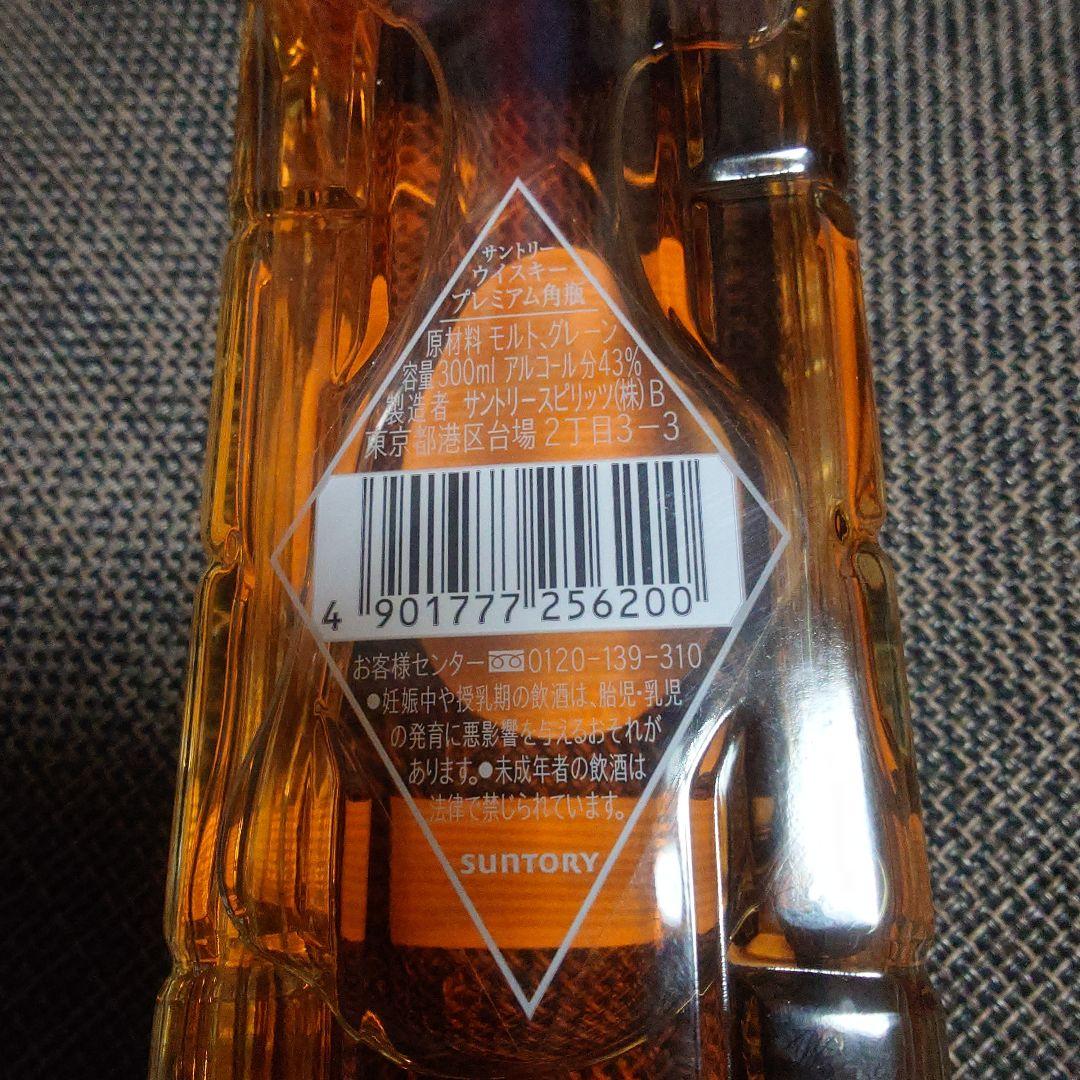 サントリー
ウイスキー
プレミアム角瓶
原材料 モルト、グレーン
容量300ml アルコール分43%
製造者 サントリースピリッツ(株)B
東京都港区台場2丁目3-3
4 901777 256200
お客様センター 0120-139-310
●妊娠中や授乳期の飲酒は、胎児・乳児
の発育に悪影響を与えるおそれが
あります。●未成年者の飲酒は
法律で禁じられています。
SUNTORY